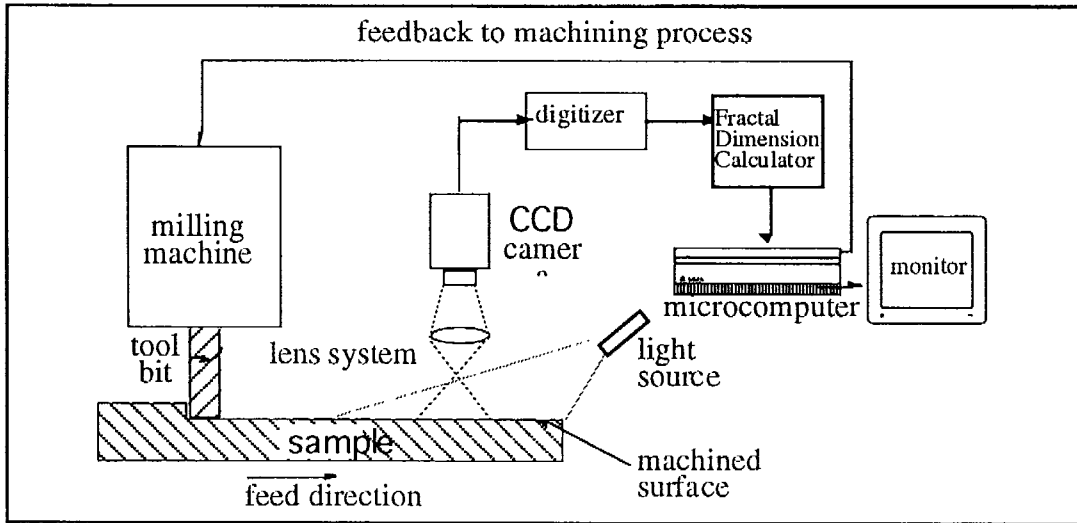 feedback to machining process
digitizer
Fractal
Dimension
Calculator
milling
machine
CCD
camer
monitor
microcomputer
tool
bit
lens system
light
source
sample
machined
surface
feed direction